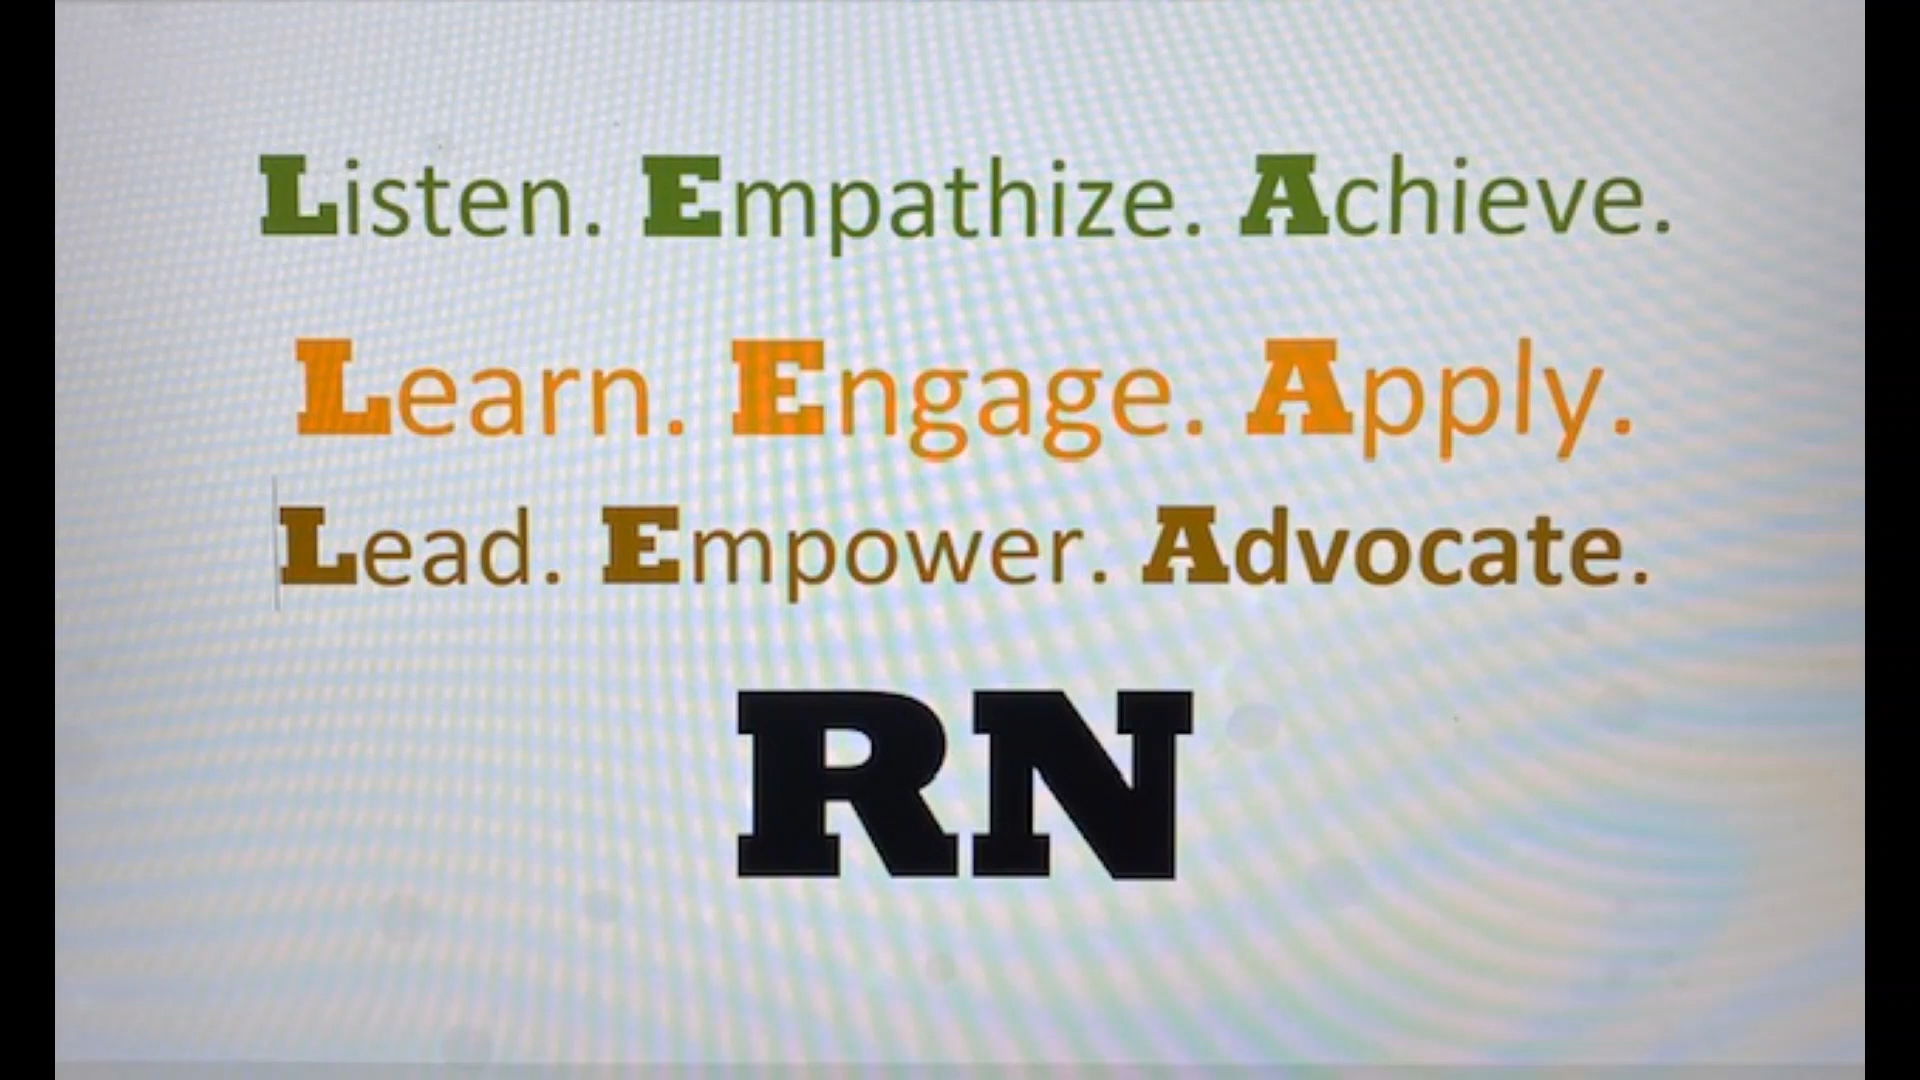 Listen. Empathize. Achieve.
Learn. Engage. Apply.
Lead. Empower. Advocate.
RN